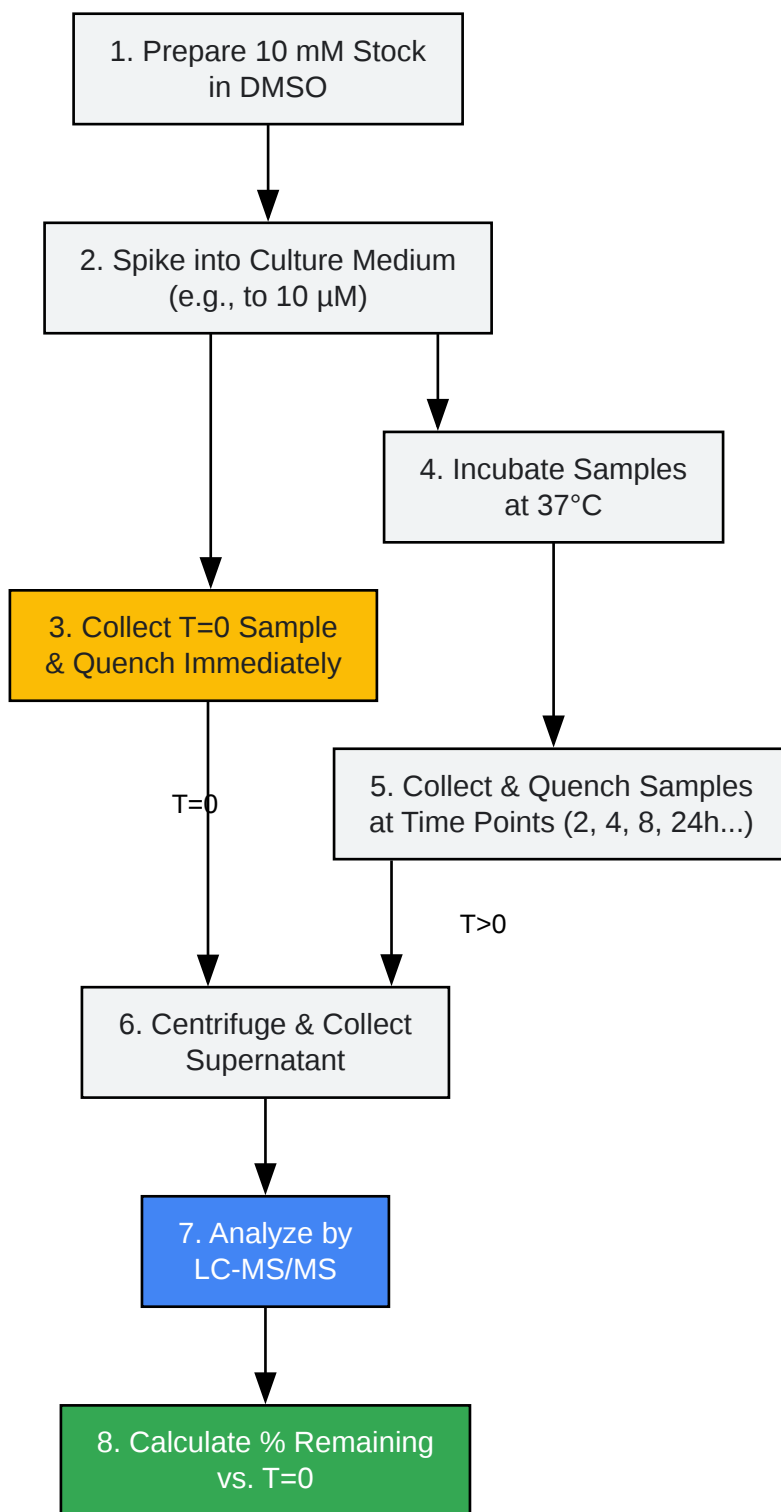 1. Prepare 10 mM Stock
in DMSO
2. Spike into Culture Medium
(e.g., to 10 µM)
4. Incubate Samples
at 37°C
3. Collect T=0 Sample
& Quench Immediately
5. Collect & Quench Samples
at Time Points (2, 4, 8, 24h...)
T=0
T>0
6. Centrifuge & Collect
Supernatant
7. Analyze by
LC-MS/MS
8. Calculate % Remaining
vs. T=0